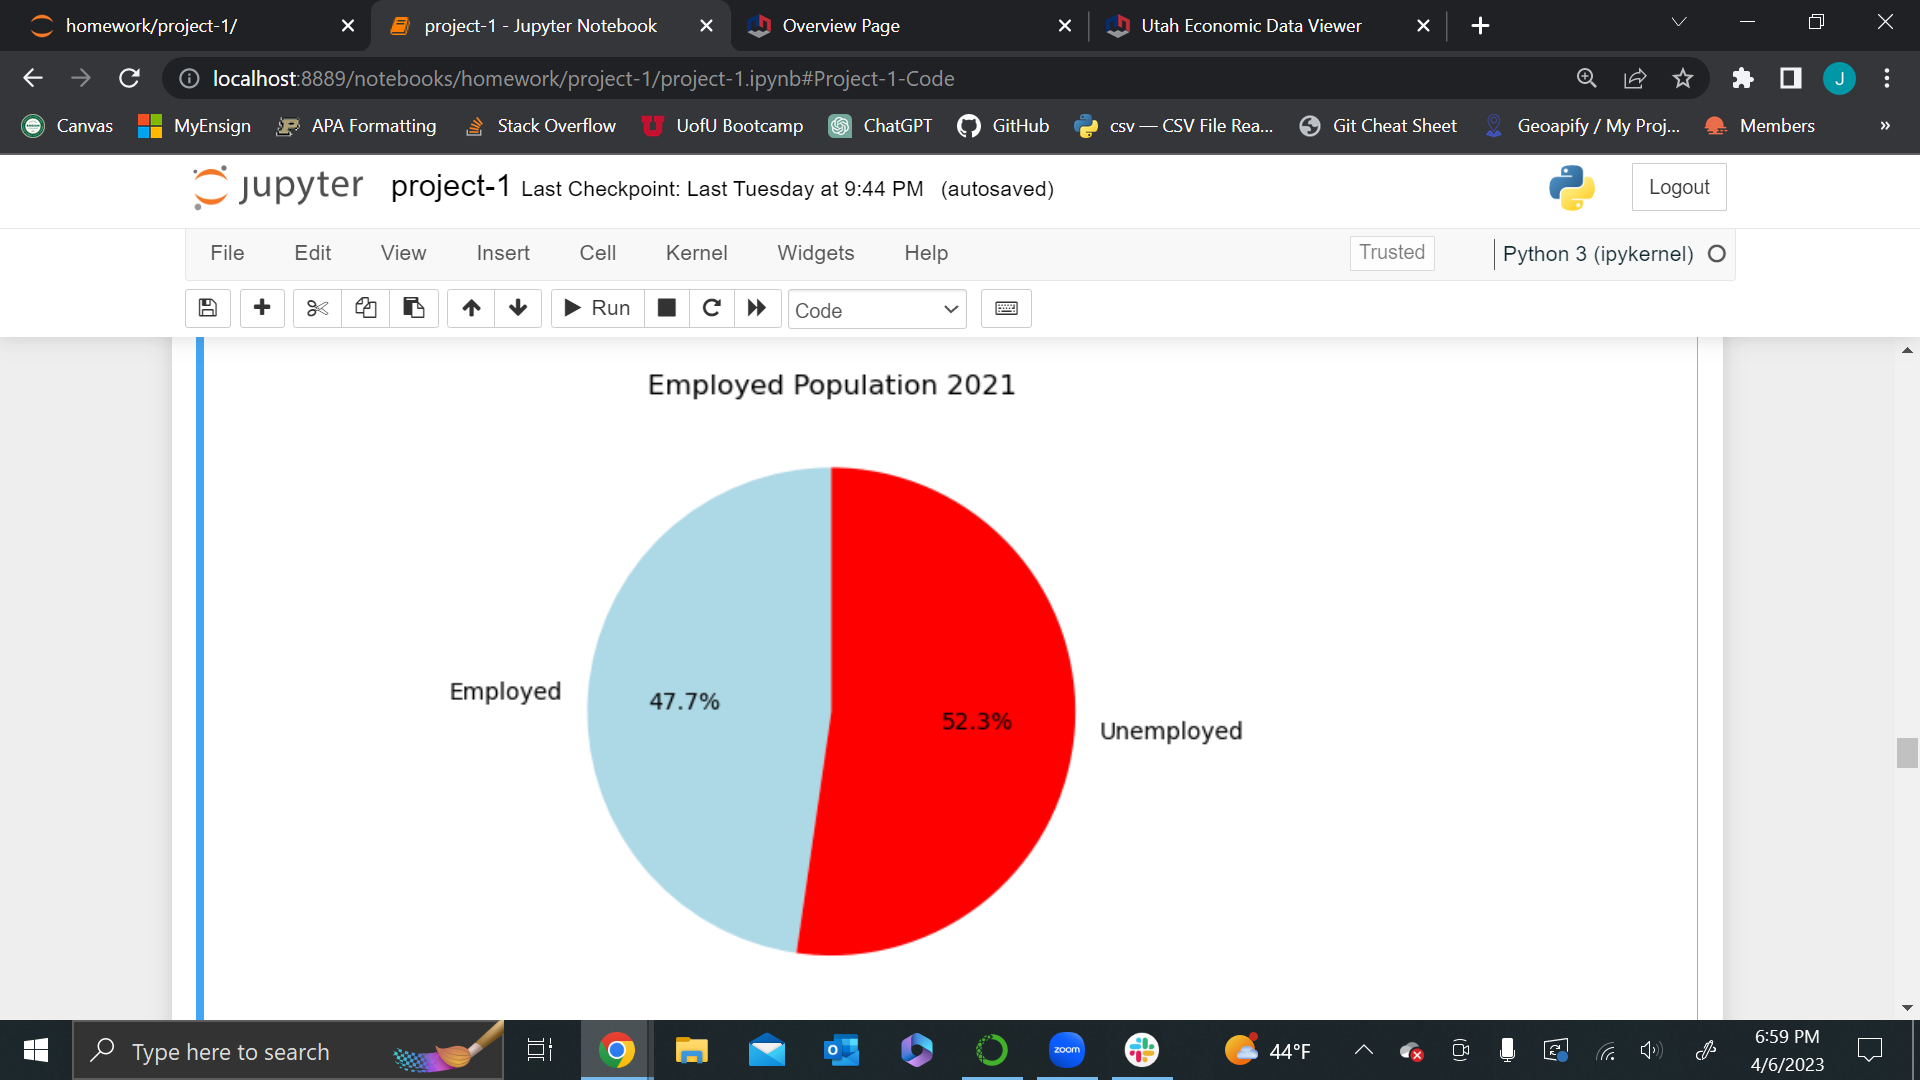 homework/project-1/
project-1 - Jupyter Notebook
Overview Page
Utah Economic Data Viewer
localhost:8889/notebooks/homework/project-1/project-1.ipynb#Project-1-Code
J
Canvas
MyEnsign
APA Formatting
Stack Overflow
UofU Bootcamp
ChatGPT
GitHub
csv — CSV File Rea...
Git Cheat Sheet
Geoapify / My Proj...
Members
»
jupyter
project-1 Last Checkpoint: Last Tuesday at 9:44 PM (autosaved)
Logout
File Edit View Insert Cell Kernel Widgets Help
Trusted
Python 3 (ipykernel)
Run
Code
Employed Population 2021
Employed
47.7%
52.3%
Unemployed
Type here to search
zoom
44°F
6:59 PM
4/6/2023